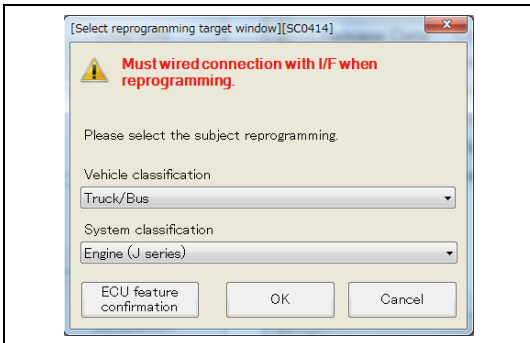 [Select reprogramming target window][SC0414]
Must wired connection with I/F when
reprogramming.
Please select the subject reprogramming.
Vehicle classification
Truck/Bus
System classification
Engine (J series)
ECU feature
confirmation
OK
Cancel